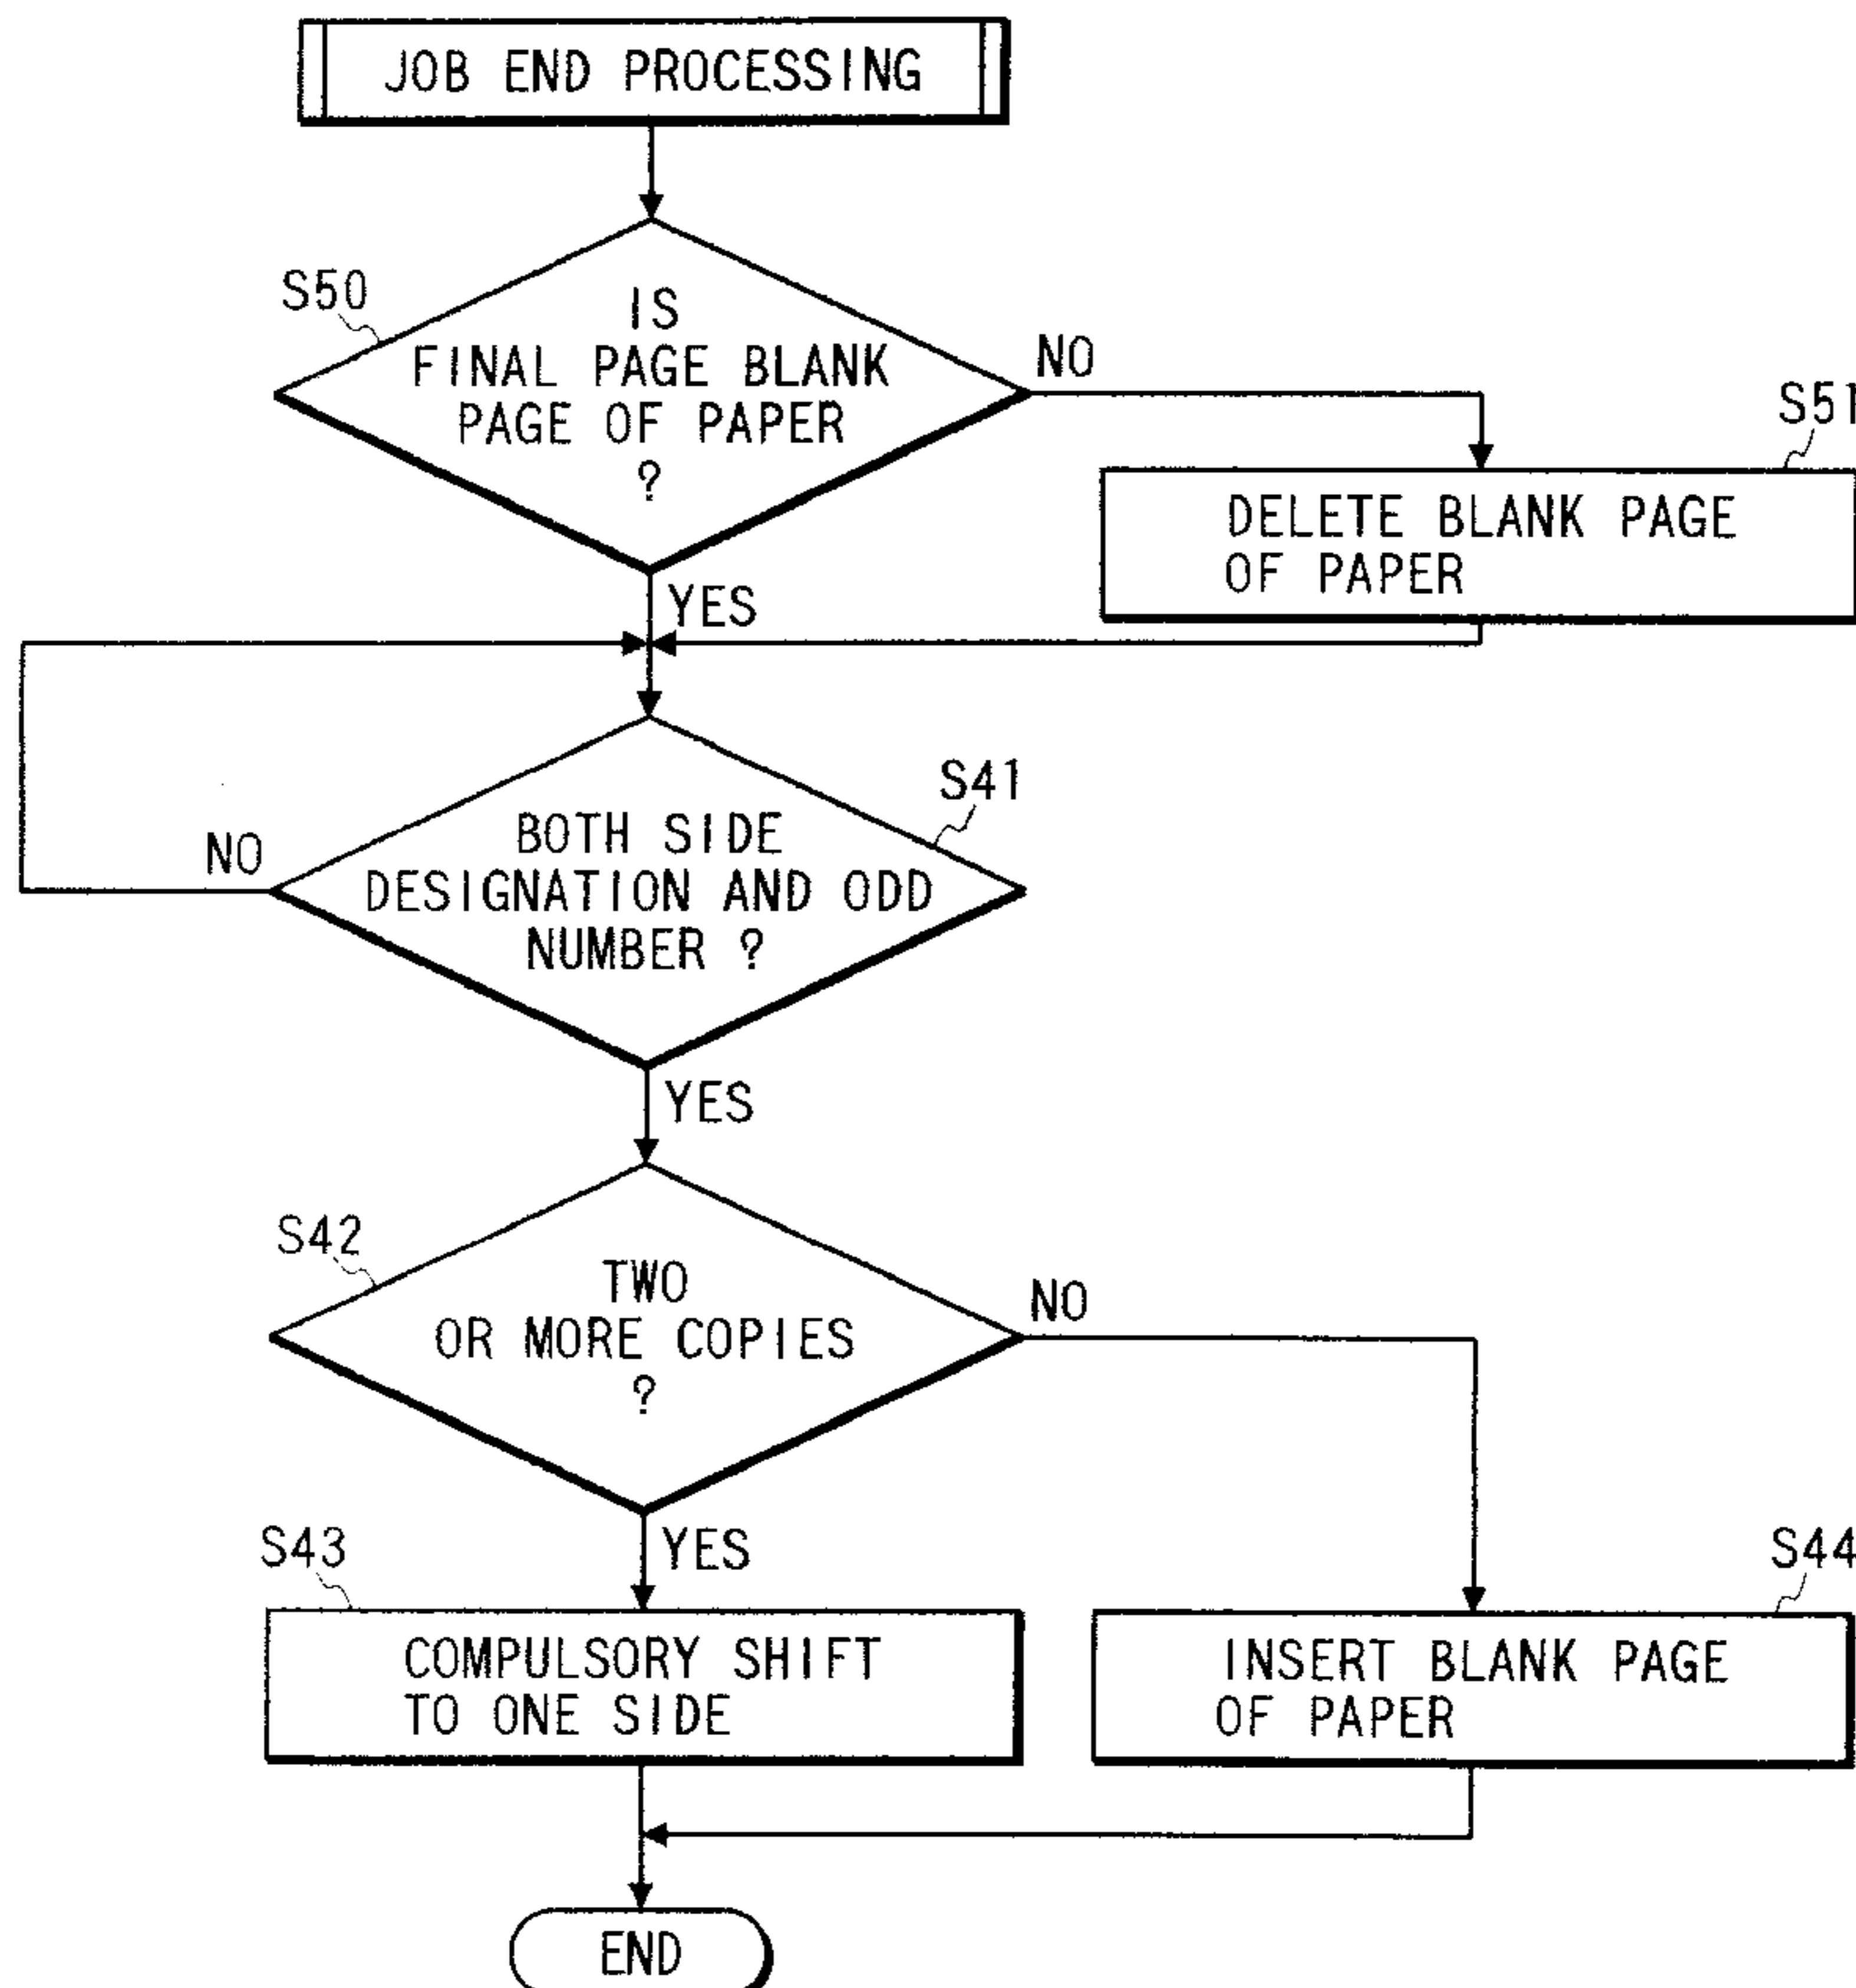 JOB END PROCESSING
S50
IS
FINAL PAGE BLANK
PAGE OF PAPER
?
NO
S51
DELETE BLANK PAGE
OF PAPER
YES
S41
BOTH SIDE
DESIGNATION AND ODD
NUMBER ?
NO
YES
S42
TWO
OR MORE COPIES
?
NO
YES
S43
COMPULSORY SHIFT
TO ONE SIDE
S44
INSERT BLANK PAGE
OF PAPER
END